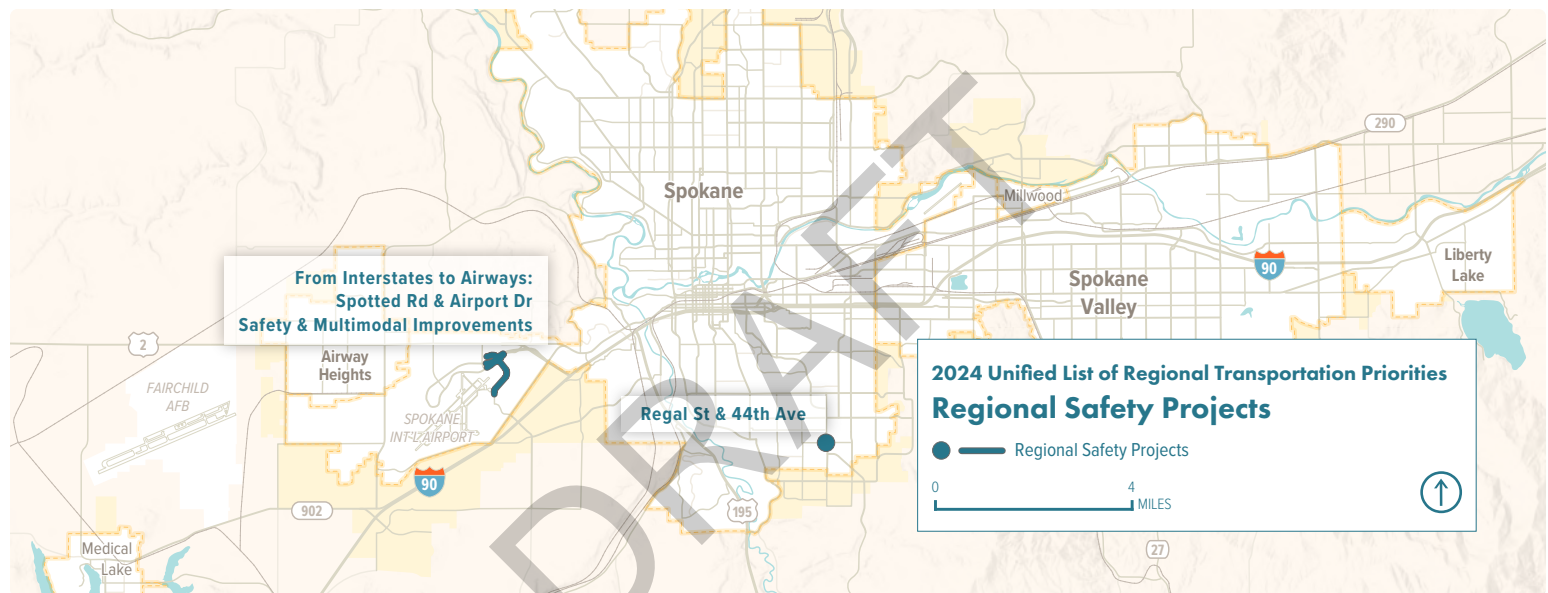 290
Spokane
Millwood
Liberty
Lake
90
Spokane
Valley
From Interstates to Airways:
Spotted Rd & Airport Dr
Safety & Multimodal Improvements
2
Airway
Heights
FAIRCHILD
AFB
SPOKANE
INT'L AIRPORT
Regal St & 44th Ave
90
902
195
Medical
Lake
27
DRAFT
2024 Unified List of Regional Transportation Priorities
Regional Safety Projects
Regional Safety Projects
0 4
MILES